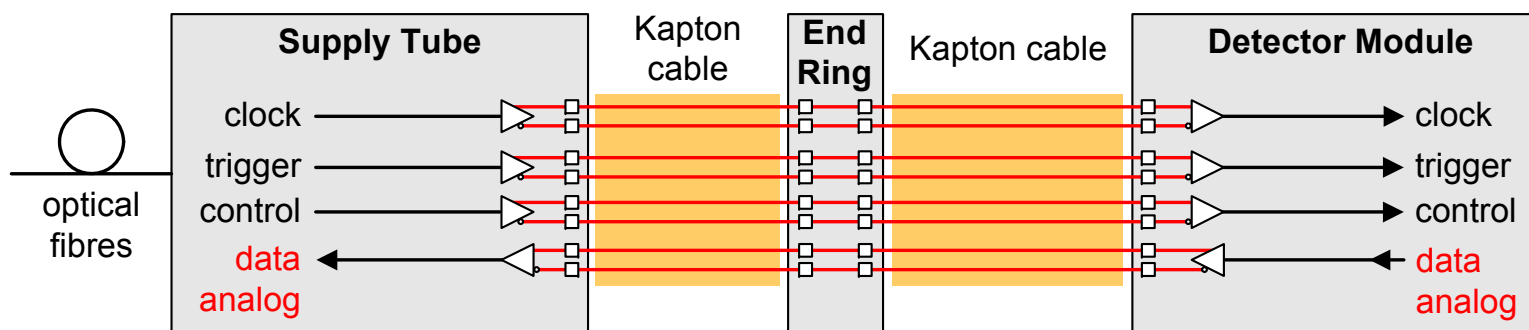 optical
fibres
Supply Tube
clock
trigger
control
data
analog
Kapton
cable
End
Ring
Kapton cable
Detector Module
clock
trigger
control
data
analog